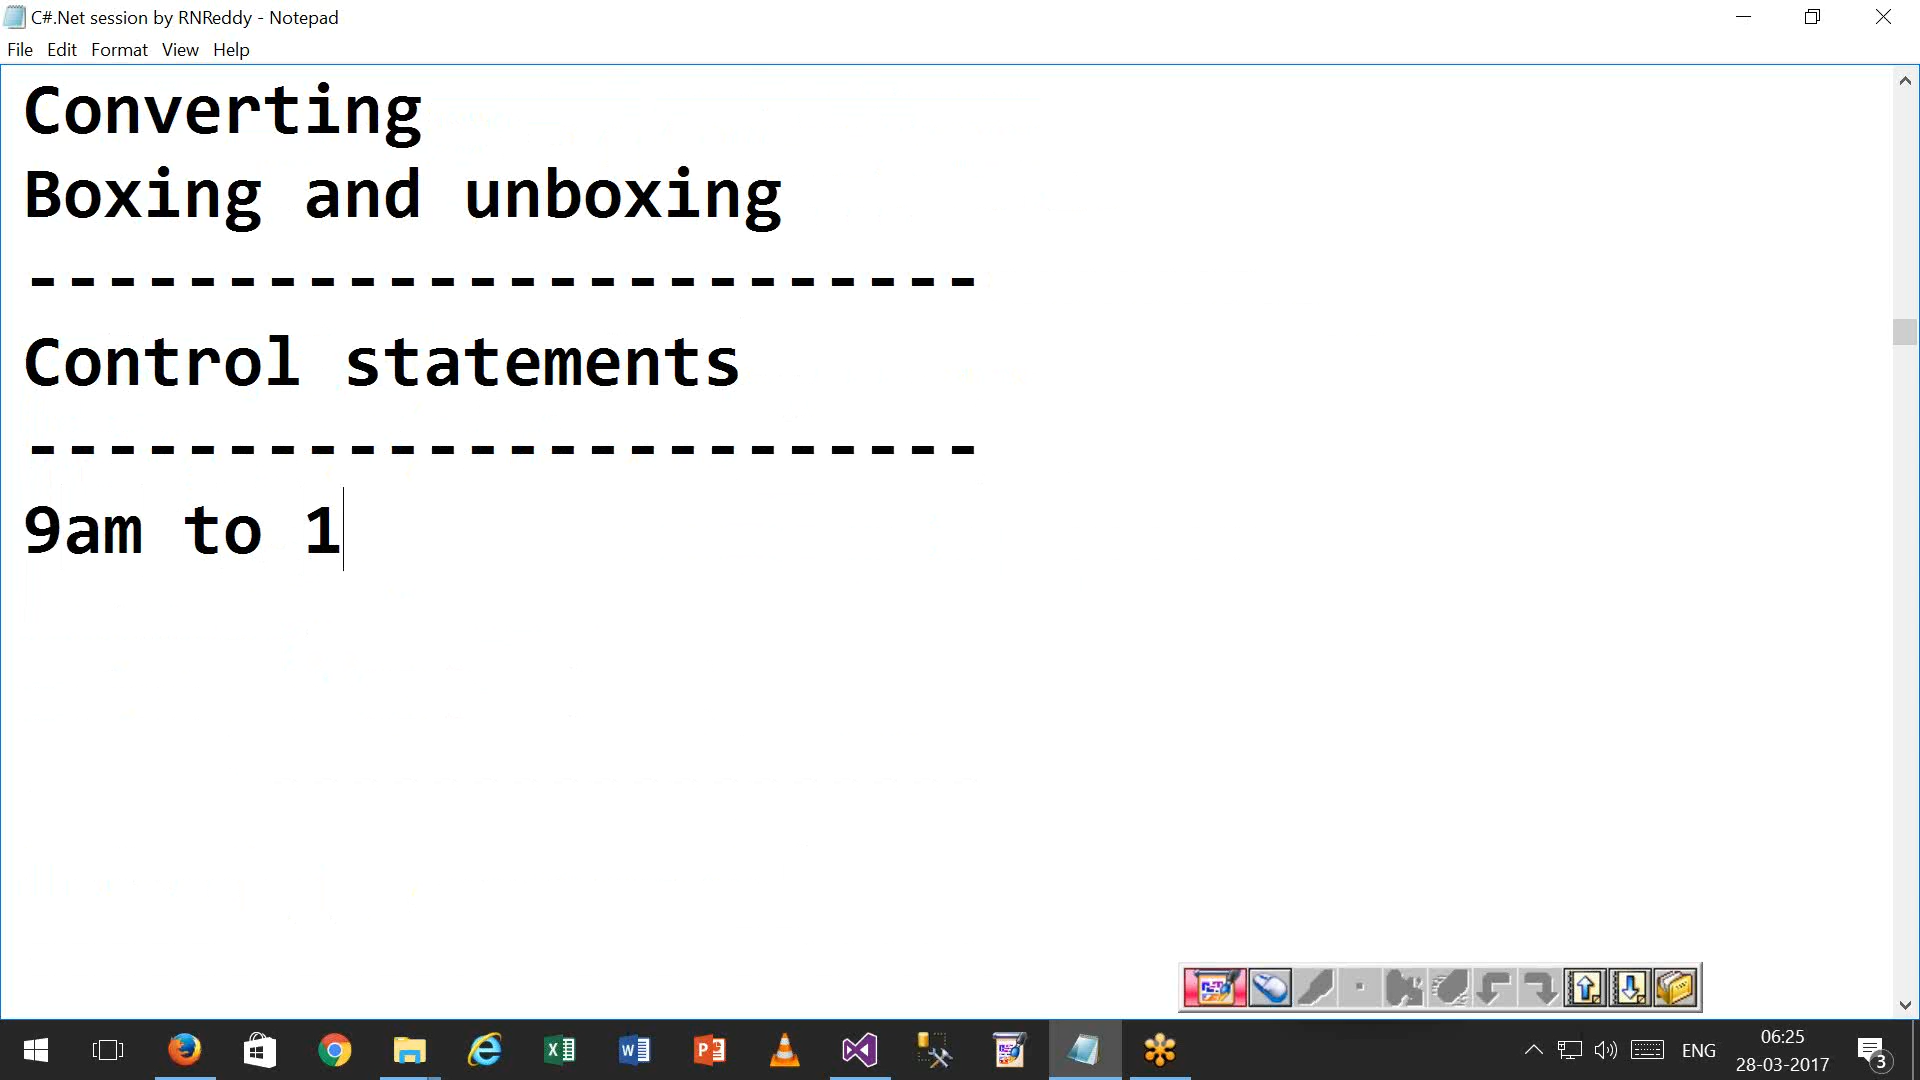 C#.Net session by RNReddy - Notepad
File Edit Format View Help
Converting
Boxing and unboxing
------------------------
Control statements
------------------------
9am to 1
ENG
06:25
28-03-2017
3